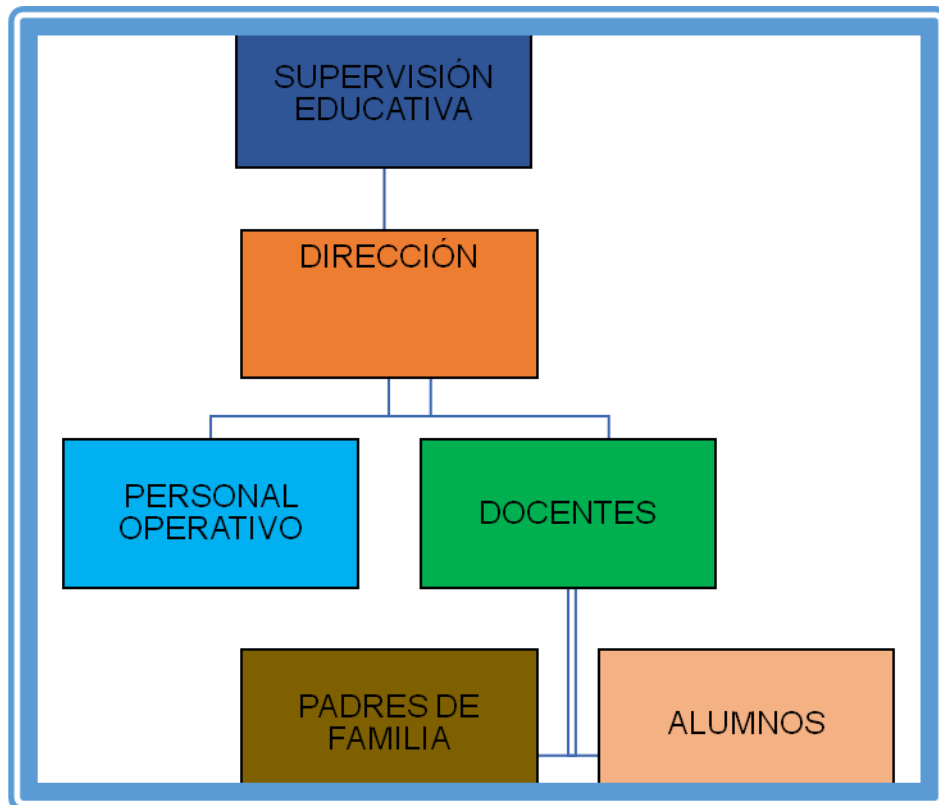 SUPERVISIÓN
EDUCATIVA
DIRECCIÓN
PERSONAL
OPERATIVO
DOCENTES
PADRES DE
FAMILIA
ALUMNOS